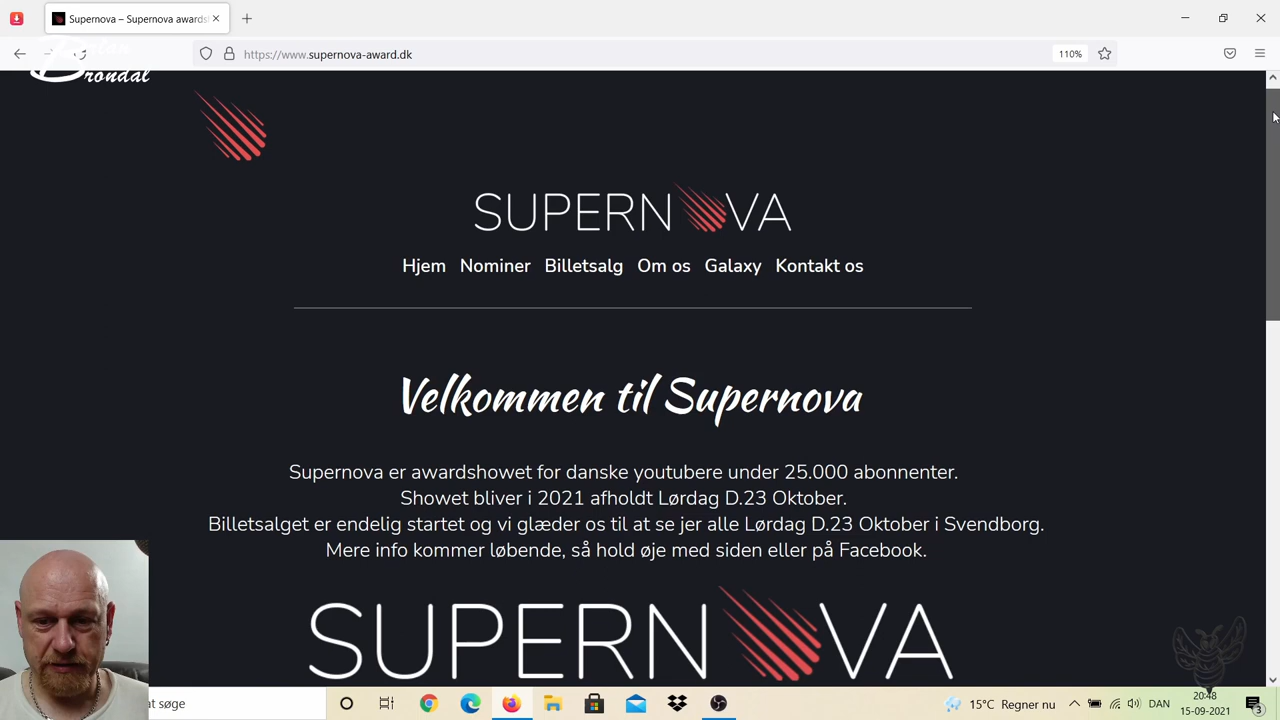 Supernova – Supernova awards
https://www.supernova-award.dk
110%
Brøndal
SUPERNOVA
Hjem Nominer Billetsalg Om os Galaxy Kontakt os
Velkommen til Supernova
Supernova er awardshowet for danske youtubere under 25.000 abonnenter.
Showet bliver i 2021 afholdt Lørdag D.23 Oktober.
Billetsalget er endelig startet og vi glæder os til at se jer alle Lørdag D.23 Oktober i Svendborg.
Mere info kommer løbende, så hold øje med siden eller på Facebook.
SUPERNOVA
at søge
15°C Regner nu
DAN
20:48
15-09-2021
3